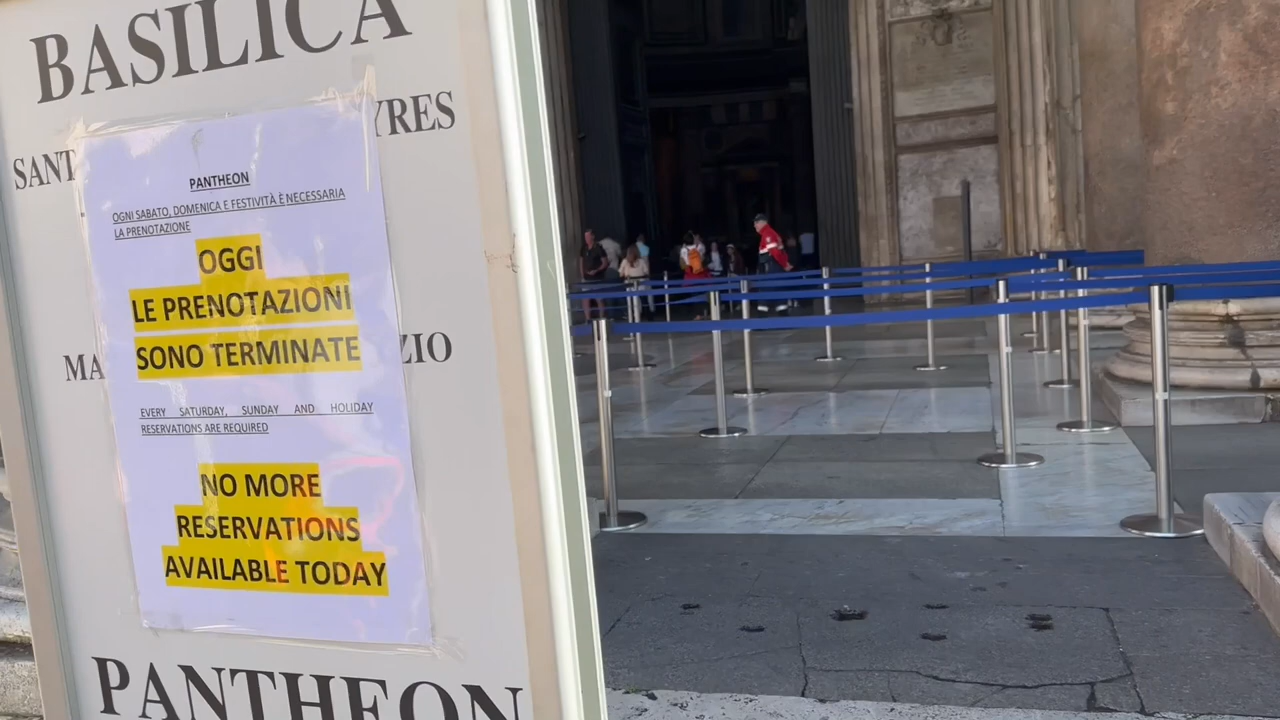 BASILICA
SANT
YRES
PANTHEON
OGNI SABATO, DOMENICA E FESTIVITÀ È NECESSARIA
LA PRENOTAZIONE
OGGI
LE PRENOTAZIONI
SONO TERMINATE
MA
ZIO
EVERY SATURDAY, SUNDAY AND HOLIDAY
RESERVATIONS ARE REQUIRED
NO MORE
RESERVATIONS
AVAILABLE TODAY
PANTHEON